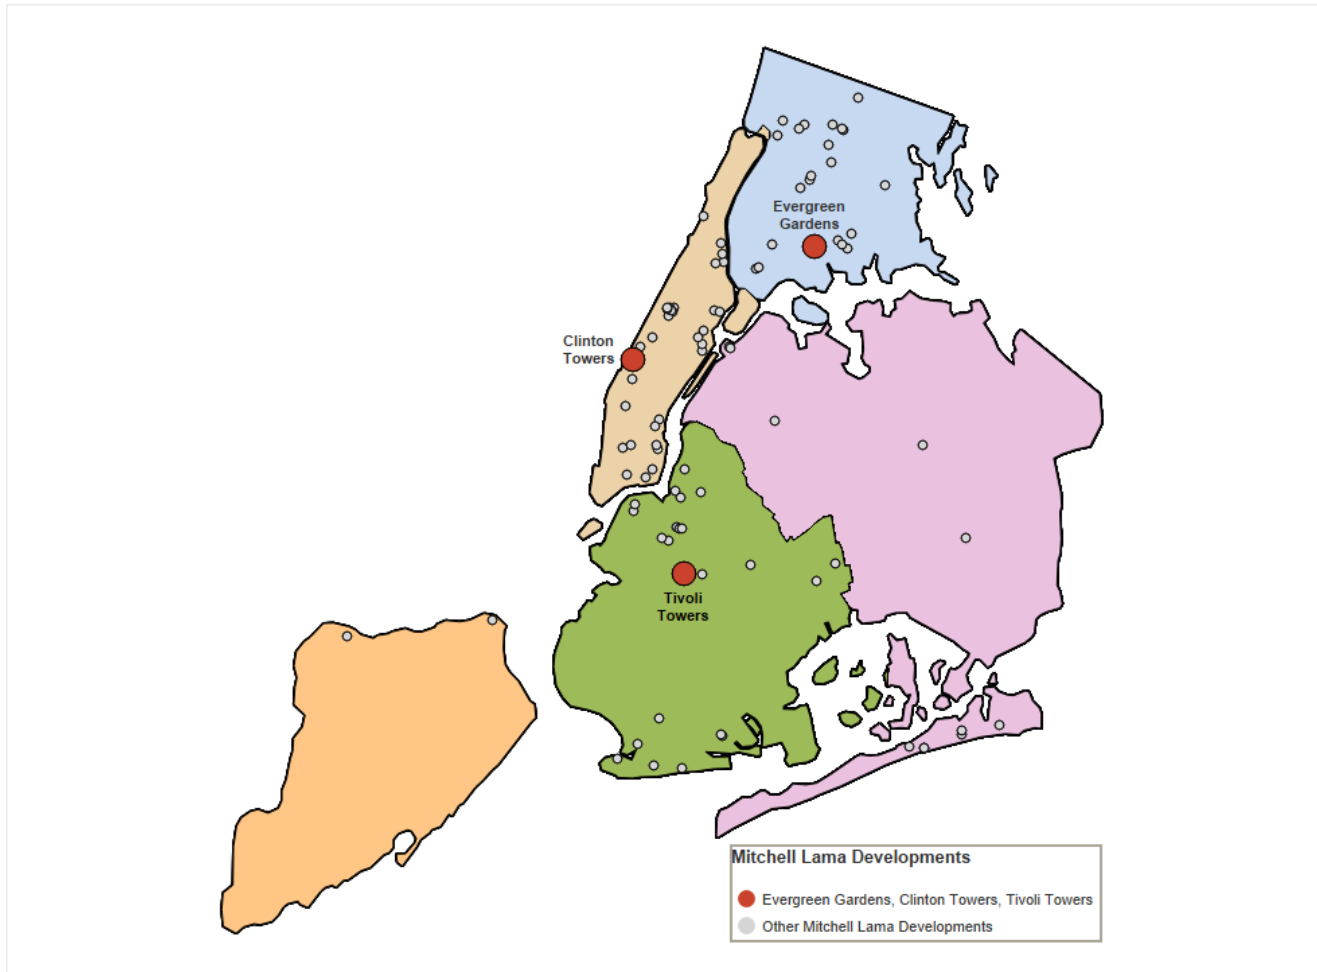 Evergreen
Gardens
Clinton
Towers
Tivoli
Towers
Mitchell Lama Developments
Evergreen Gardens, Clinton Towers, Tivoli Towers
Other Mitchell Lama Developments